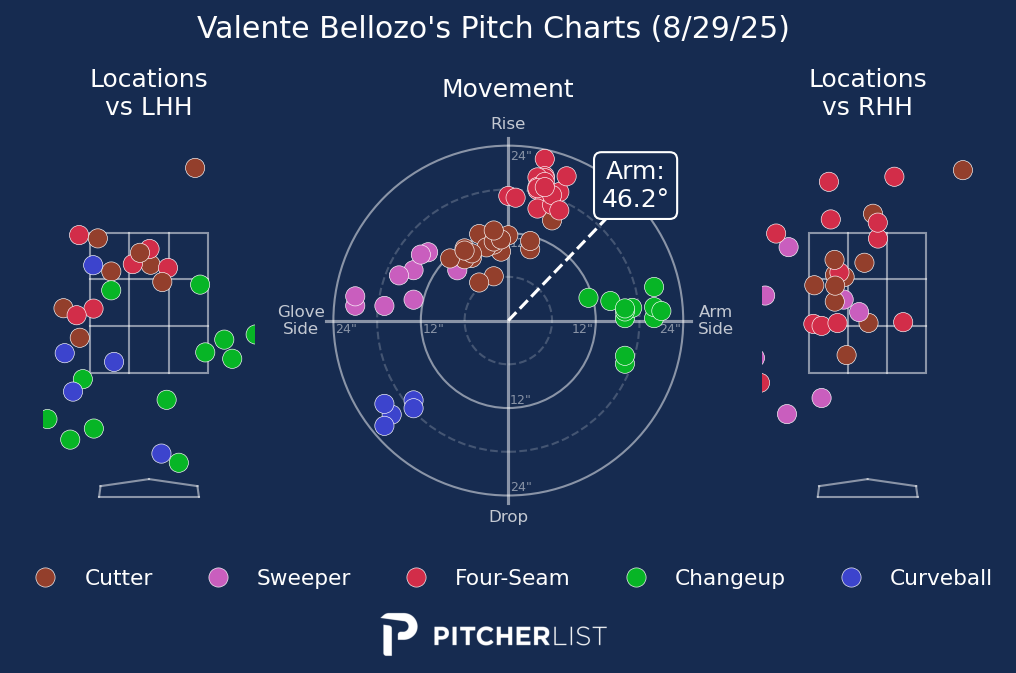 Valente Bellozo's Pitch Charts (8/29/25)
Locations
vs LHH
Movement
Locations
vs RHH
Rise
24"
Arm:
46.2°
Glove
Side
24"
12"
12"
24"
Arm
Side
12"
24"
Drop
Cutter
Sweeper
Four-Seam
Changeup
Curveball
PITCHERLIST